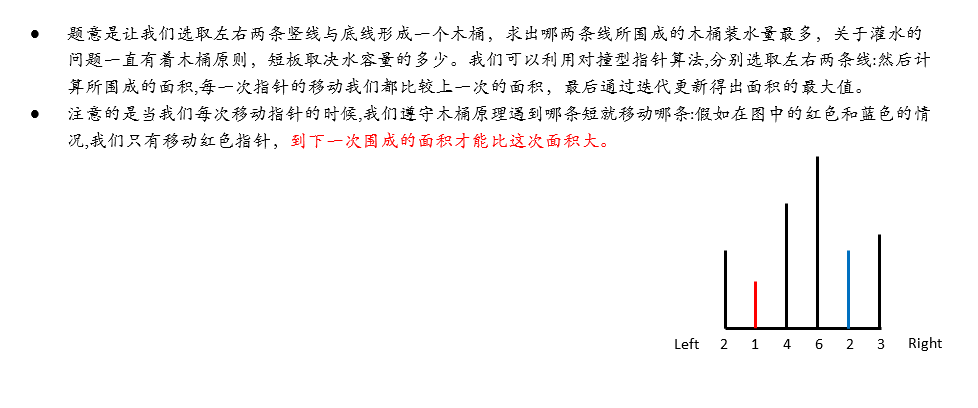 ● 题意是让我们选取左右两条竖线与底线形成一个木桶，求出哪两条线所围成的木桶装水量最多，关于灌水的
问题一直有着木桶原则，短板取决水容量的多少。我们可以利用对撞型指针算法,分别选取左右两条线:然后计
算所围成的面积,每一次指针的移动我们都比较上一次的面积，最后通过迭代更新得出面积的最大值。
● 注意的是当我们每次移动指针的时候,我们遵守木桶原理遇到哪条短就移动哪条:假如在图中的红色和蓝色的情
况,我们只有移动红色指针，到下一次围成的面积才能比这次面积大。
Left 2 1 4 6 2 3 Right